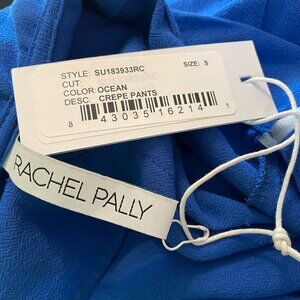 STYLE: SU183933RC SIZE: S
CUT:
COLOR: OCEAN
DESC: CREPE PANTS
8 43035 16214 1
RACHEL PALLY